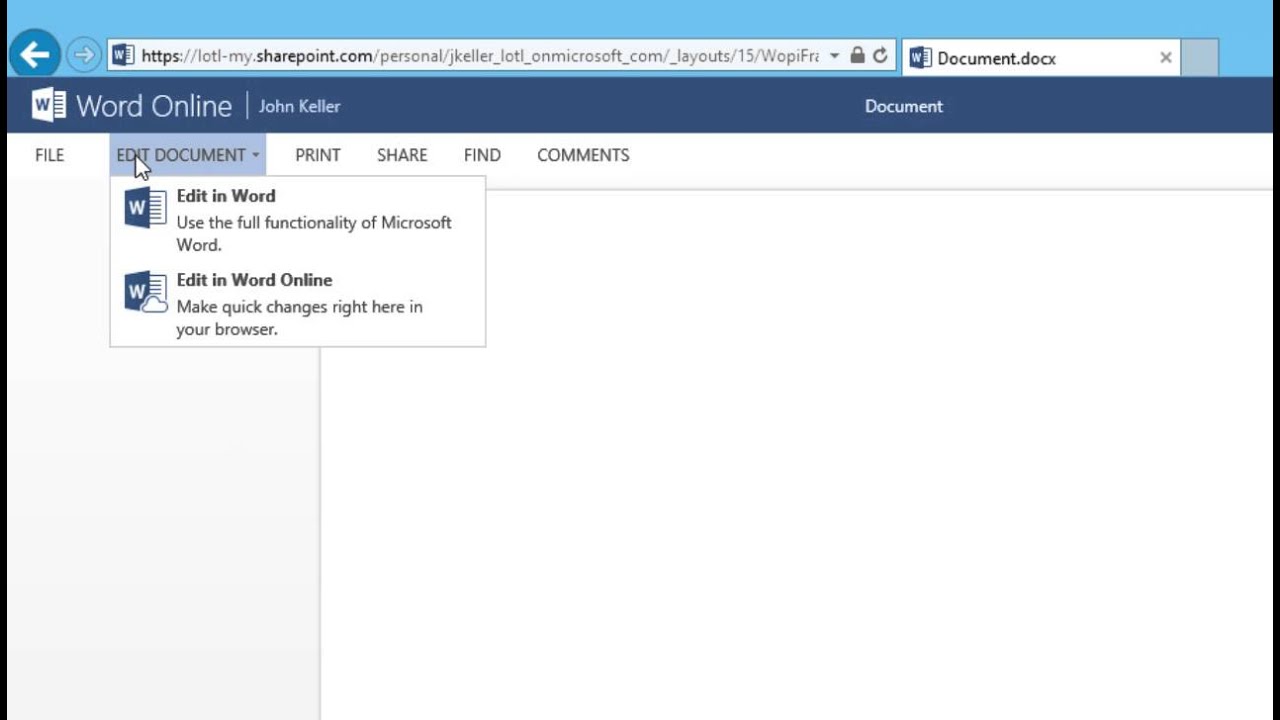 https://lotl-my.sharepoint.com/personal/jkeller_lotl_onmicrosoft_com/_layouts/15/WopiFra
Document.docx
Word Online | John Keller
Document
FILE EDIT DOCUMENT PRINT SHARE FIND COMMENTS
Edit in Word
Use the full functionality of Microsoft
Word.
Edit in Word Online
Make quick changes right here in
your browser.